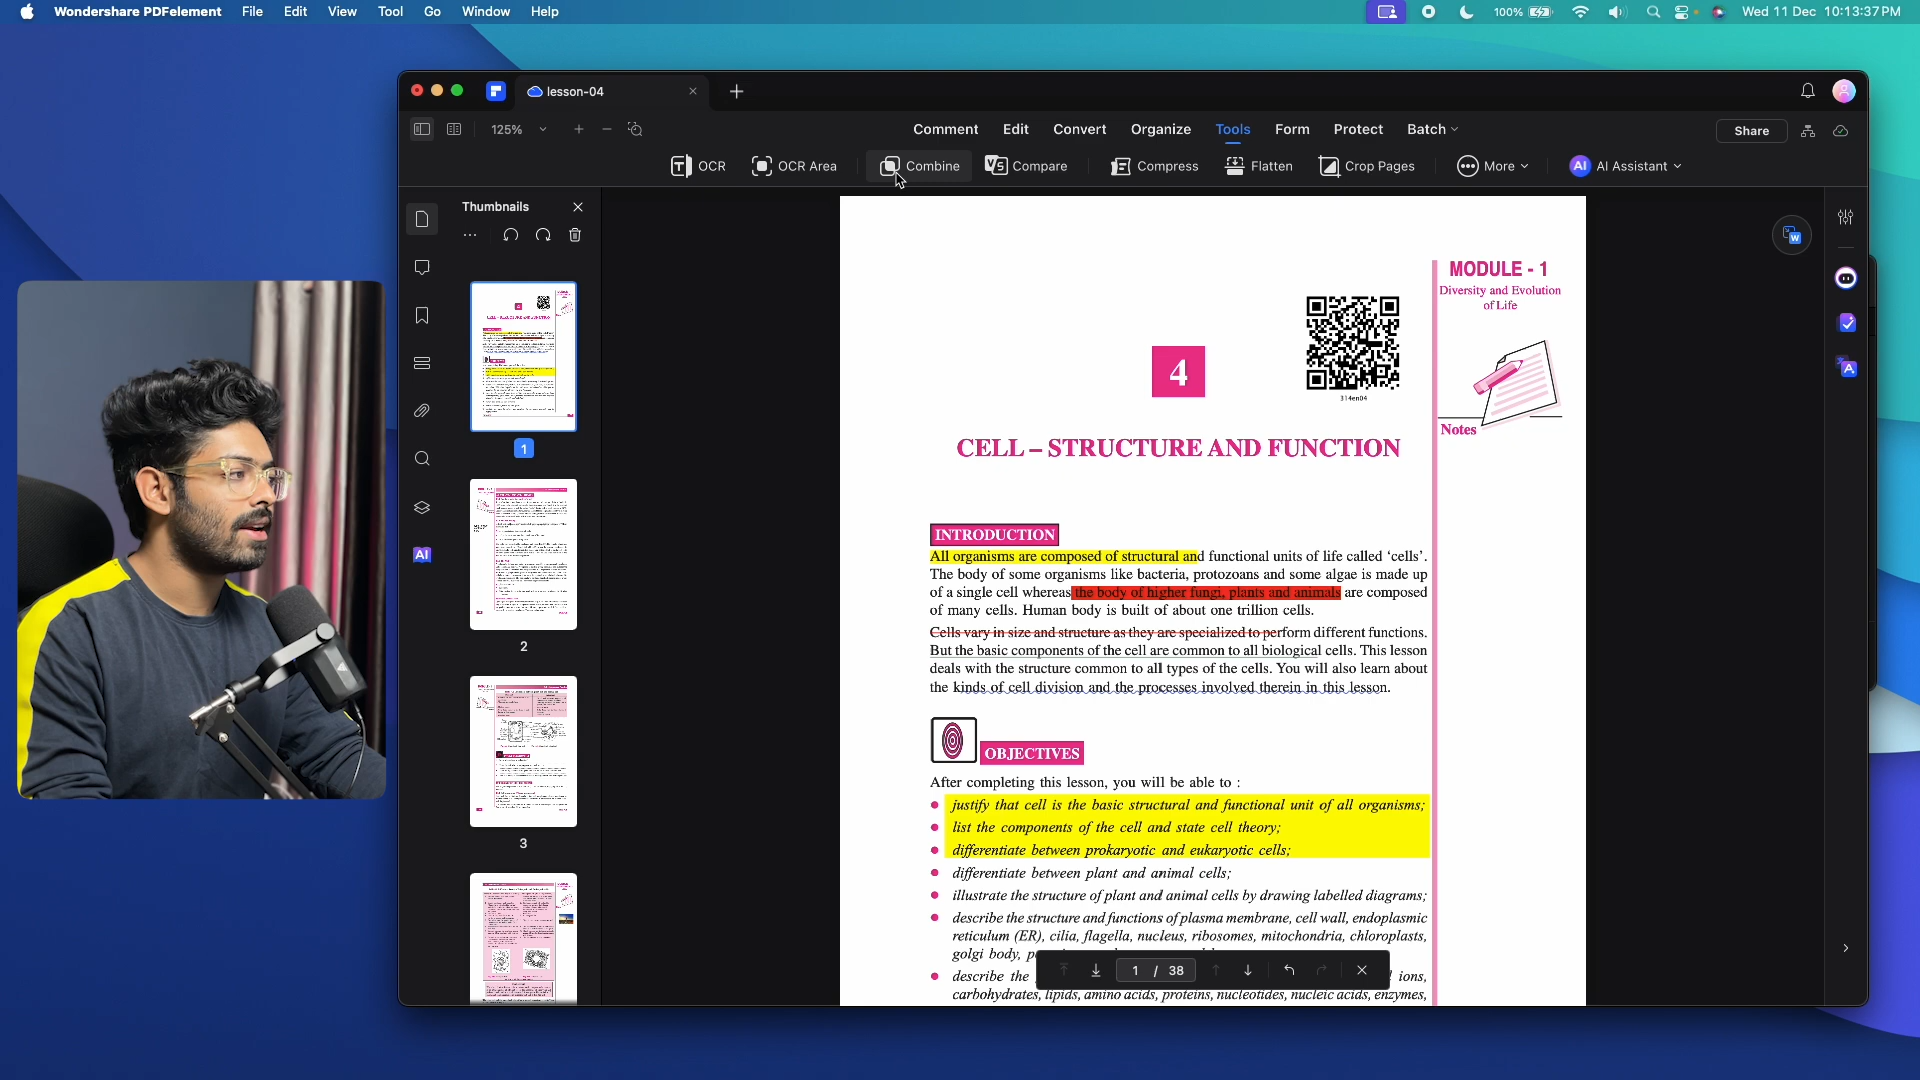 Wondershare PDFelement File Edit View Tool Go Window Help 100% Wed 11 Dec 10:13:37 PM
lesson-04
125% Comment Edit Convert Organize Tools Form Protect Batch Share
OCR OCR Area Combine Compare Compress Flatten Crop Pages More AI AI Assistant
Thumbnails
1
2
3
AI
MODULE - 1
Diversity and Evolution
of Life
314en04
4
Notes
CELL – STRUCTURE AND FUNCTION
INTRODUCTION
All organisms are composed of structural and functional units of life called ‘cells’.
The body of some organisms like bacteria, protozoans and some algae is made up
of a single cell whereas the body of higher fungi, plants and animals are composed
of many cells. Human body is built of about one trillion cells.
Cells vary in size and structure as they are specialized to perform different functions.
But the basic components of the cell are common to all biological cells. This lesson
deals with the structure common to all types of the cells. You will also learn about
the kinds of cell division and the processes involved therein in this lesson.
OBJECTIVES
After completing this lesson, you will be able to :
justify that cell is the basic structural and functional unit of all organisms;
list the components of the cell and state cell theory;
differentiate between prokaryotic and eukaryotic cells;
differentiate between plant and animal cells;
illustrate the structure of plant and animal cells by drawing labelled diagrams;
describe the structure and functions of plasma membrane, cell wall, endoplasmic
reticulum (ER), cilia, flagella, nucleus, ribosomes, mitochondria, chloroplasts,
golgi body,
describe the ions,
carbohydrates, lipids, amino acids, proteins, nucleotides, nucleic acids, enzymes,
1 / 38